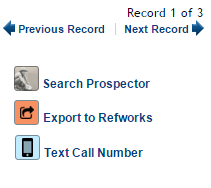 Record 1 of 3
Previous Record Next Record
Search Prospector
Export to Refworks
Text Call Number